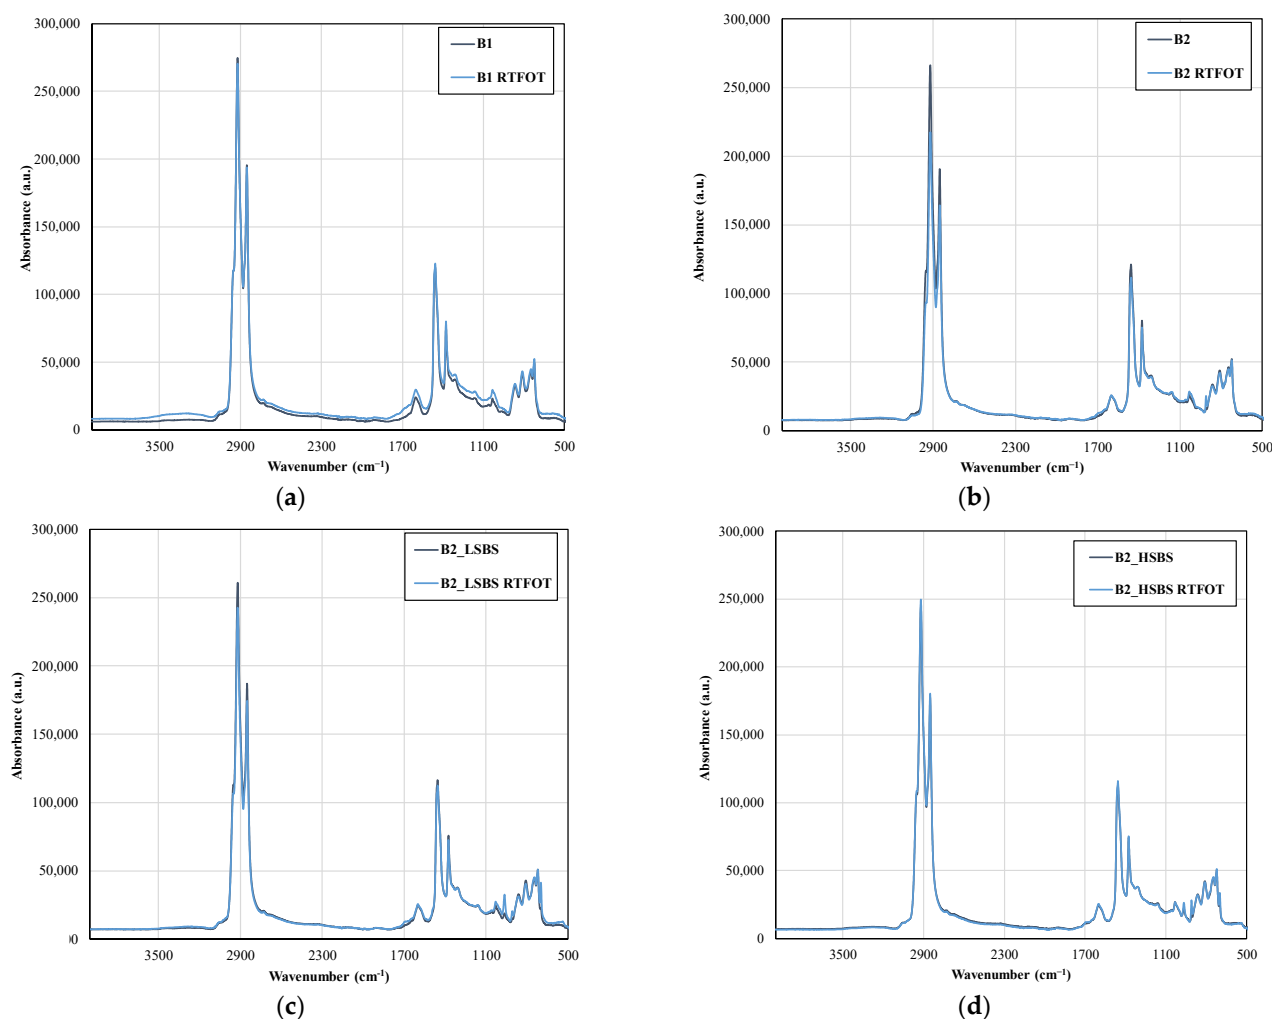 300,000
250,000
200,000
150,000
100,000
50,000
0
Absorbance (a.u.)
B1
B1 RTFOT
3500 2900 2300 1700 1100 500
Wavenumber (cm⁻¹)
(a)
300,000
250,000
200,000
150,000
100,000
50,000
0
Absorbance (a.u.)
B2
B2 RTFOT
3500 2900 2300 1700 1100 500
Wavenumber (cm⁻¹)
(b)
300,000
250,000
200,000
150,000
100,000
50,000
0
Absorbance (a.u.)
B2_LSBS
B2_LSBS RTFOT
3500 2900 2300 1700 1100 500
Wavenumber (cm⁻¹)
(c)
300,000
250,000
200,000
150,000
100,000
50,000
0
Absorbance (a.u.)
B2_HSBS
B2_HSBS RTFOT
3500 2900 2300 1700 1100 500
Wavenumber (cm⁻¹)
(d)